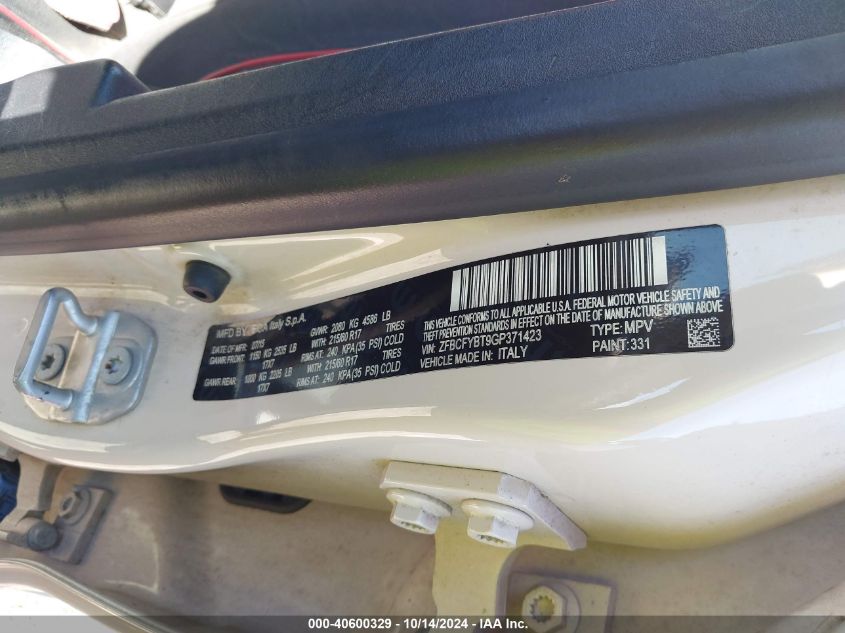 MFD BY: FCA Italy S.p.A.
DATE OF MFR: 07/15 GVWR: 2080 KG 4586 LB
GAWR FRONT: 1150 KG 2535 LB WITH: 215/60 R17 TIRES
17X7 RIMS AT: 240 KPA (35 PSI) COLD
GAWR REAR: 1000 KG 2205 LB WITH: 215/60 R17 TIRES
17X7 RIMS AT: 240 KPA (35 PSI) COLD
THIS VEHICLE CONFORMS TO ALL APPLICABLE U.S.A. FEDERAL MOTOR VEHICLE SAFETY AND
THEFT PREVENTION STANDARDS IN EFFECT ON THE DATE OF MANUFACTURE SHOWN ABOVE
VIN: ZFBCFYBT9GP371423 TYPE: MPV
VEHICLE MADE IN: ITALY PAINT: 331
000-40600329 - 10/14/2024 - IAA Inc.